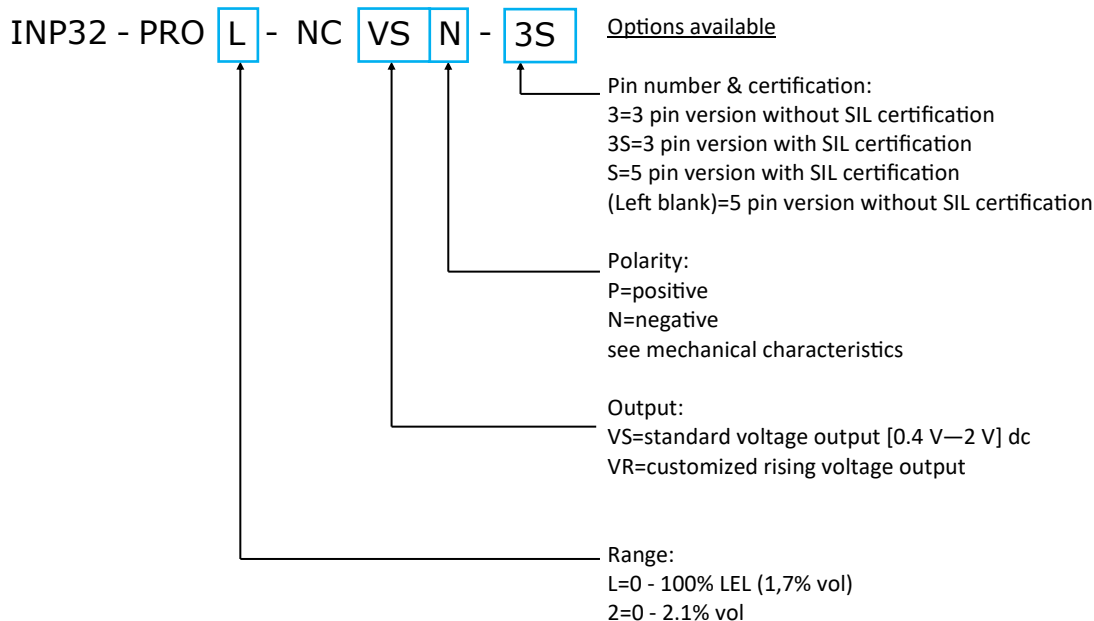 INP32 - PRO L - NC VS N - 3S
Options available
Pin number & certification:
3=3 pin version without SIL certification
3S=3 pin version with SIL certification
S=5 pin version with SIL certification
(Left blank)=5 pin version without SIL certification
Polarity:
P=positive
N=negative
see mechanical characteristics
Output:
VS=standard voltage output [0.4 V—2 V] dc
VR=customized rising voltage output
Range:
L=0 - 100% LEL (1,7% vol)
2=0 - 2.1% vol